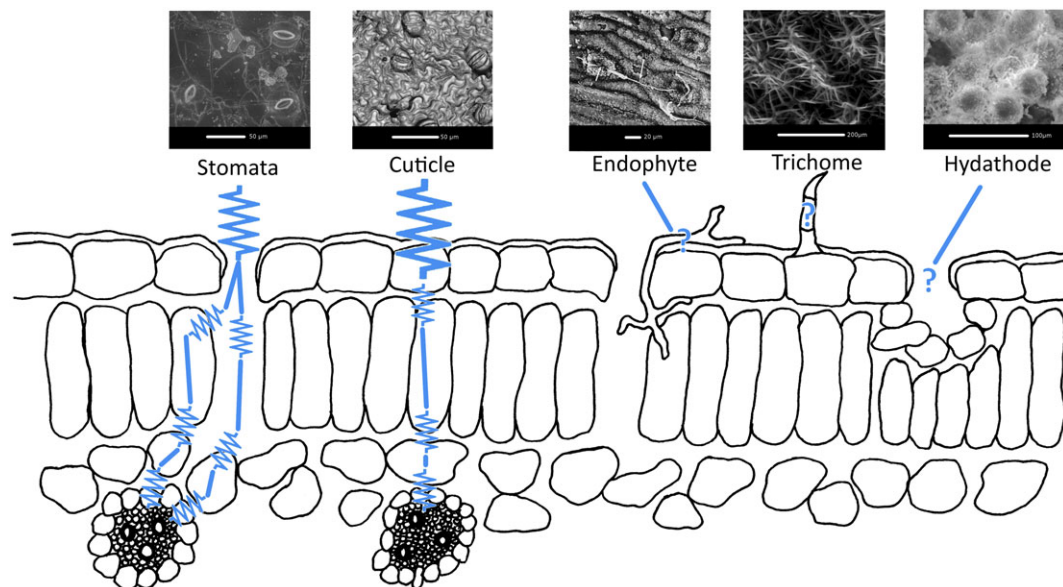 50 µm
50 µm
20 µm
200µm
100µm
Stomata
Cuticle
Endophyte
Trichome
Hydathode
?
?
?